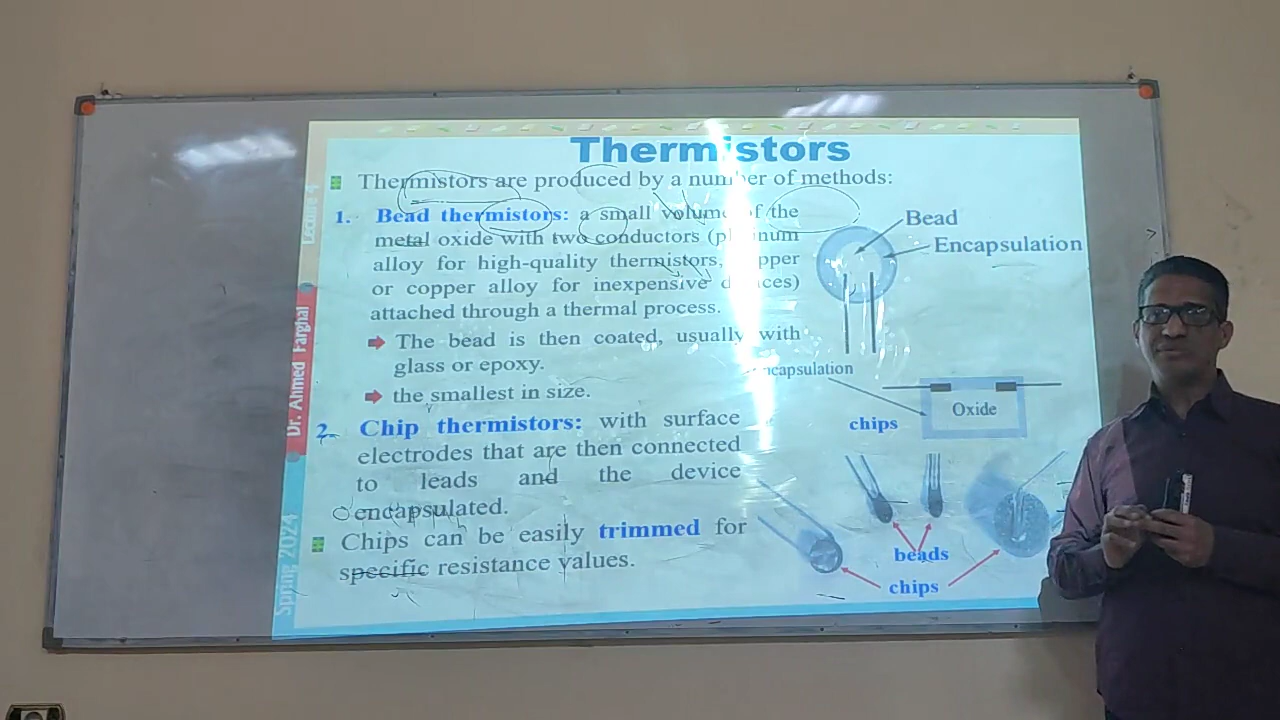 Thermistors
Thermistors are produced by a number of methods:
1. Bead thermistors: a small volume of the
metal oxide with two conductors (platinum
alloy for high-quality thermistors, copper
or copper alloy for inexpensive devices)
attached through a thermal process.
The bead is then coated, usually with
glass or epoxy.
the smallest in size.
2. Chip thermistors: with surface
electrodes that are then connected
to leads and the device
encapsulated.
Chips can be easily trimmed for
specific resistance values.
Bead
Encapsulation
Encapsulation
Oxide
chips
beads
chips
Lecture 4
Dr. Ahmed Farghal
Spring 2024